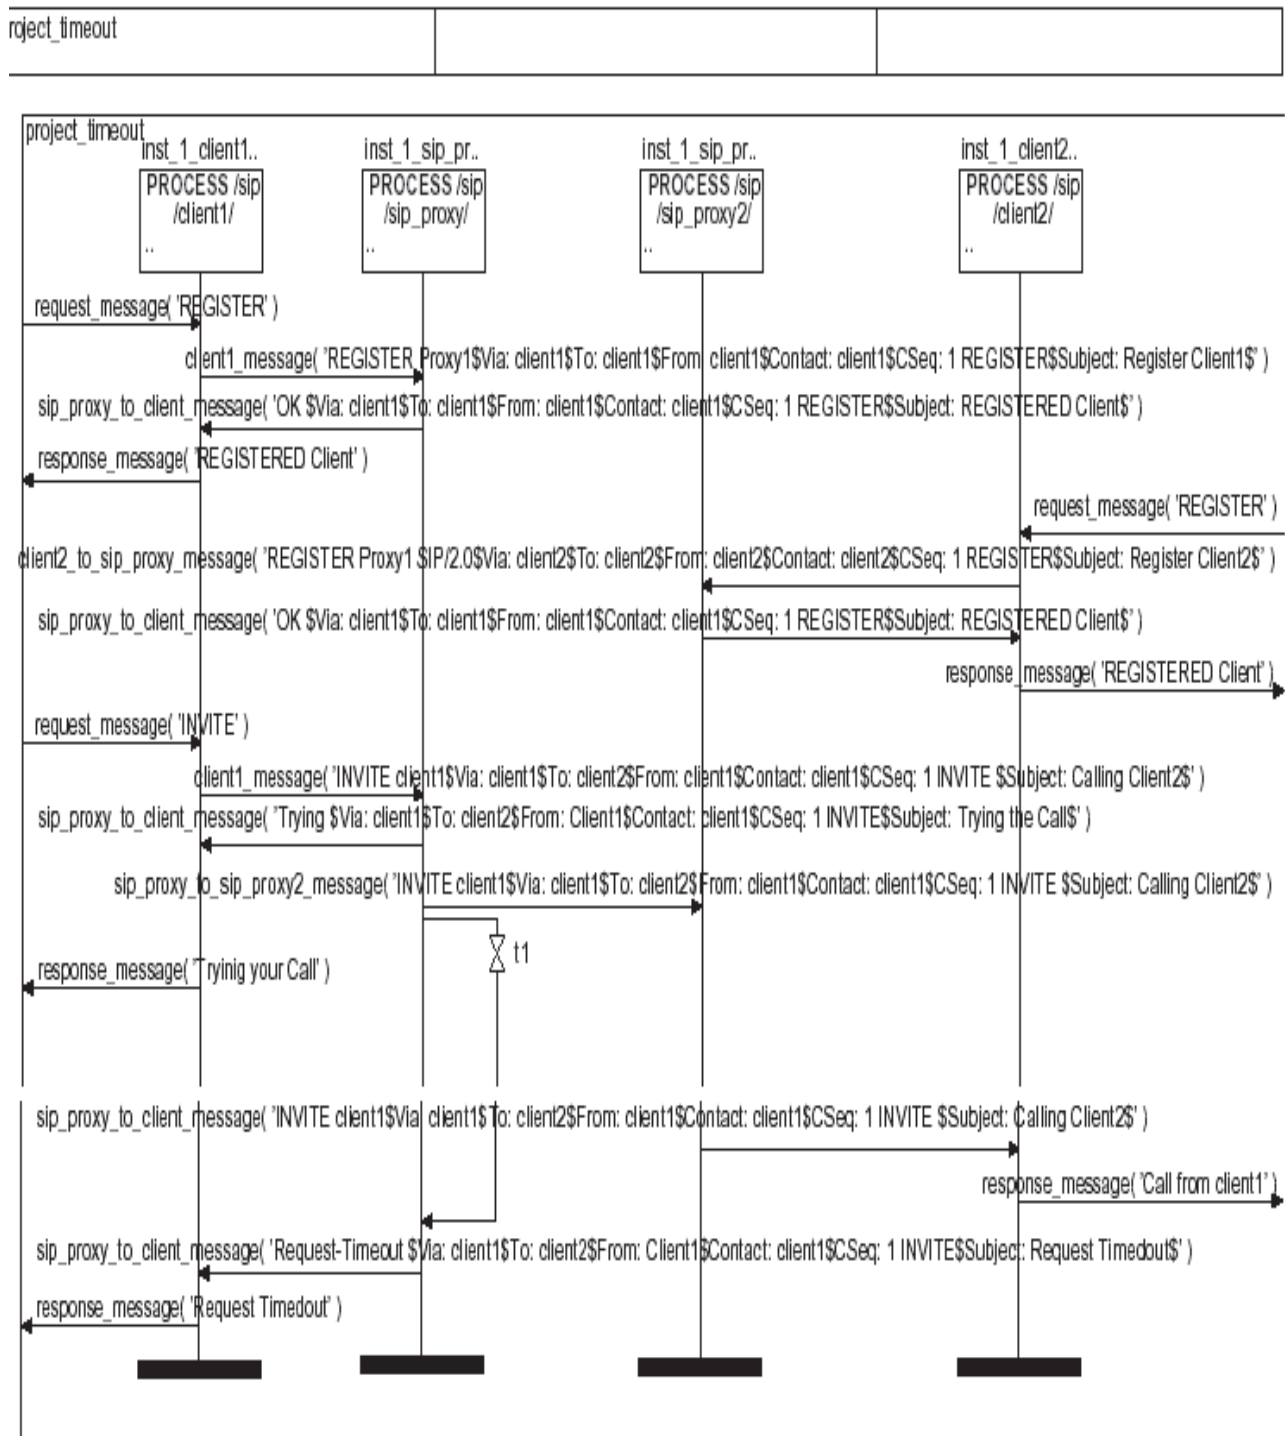 roject_timeout
project_timeout
inst_1_client1..
inst_1_sip_pr..
inst_1_sip_pr..
inst_1_client2..
PROCESS /sip
/client1/
..
PROCESS /sip
/sip_proxy/
..
PROCESS /sip
/sip_proxy2/
..
PROCESS /sip
/client2/
..
request_message( 'REGISTER' )
client1_message( 'REGISTER Proxy1$Via: client1$To: client1$From: client1$Contact: client1$CSeq: 1 REGISTER$Subject: Register Client1$' )
sip_proxy_to_client_message( 'OK $Via: client1$To: client1$From: client1$Contact: client1$CSeq: 1 REGISTER$Subject: REGISTERED Client$' )
response_message( 'REGISTERED Client' )
request_message( 'REGISTER' )
client2_to_sip_proxy_message( 'REGISTER Proxy1 SIP/2.0$Via: client2$To: client2$From: client2$Contact: client2$CSeq: 1 REGISTER$Subject: Register Client2$' )
sip_proxy_to_client_message( 'OK $Via: client1$To: client1$From: client1$Contact: client1$CSeq: 1 REGISTER$Subject: REGISTERED Client$' )
response_message( 'REGISTERED Client' )
request_message( 'INVITE' )
client1_message( 'INVITE client1$Via: client1$To: client2$From: client1$Contact: client1$CSeq: 1 INVITE $Subject: Calling Client2$' )
sip_proxy_to_client_message( 'Trying $Via: client1$To: client2$From: Client1$Contact: client1$CSeq: 1 INVITE$Subject: Trying the Call$' )
sip_proxy_to_sip_proxy2_message( 'INVITE client1$Via: client1$To: client2$From: client1$Contact: client1$CSeq: 1 INVITE $Subject: Calling Client2$' )
t1
response_message( 'Tryinig your Call' )
sip_proxy_to_client_message( 'INVITE client1$Via: client1$To: client2$From: client1$Contact: client1$CSeq: 1 INVITE $Subject: Calling Client2$' )
response_message( 'Call from client1' )
sip_proxy_to_client_message( 'Request-Timeout $Via: client1$To: client2$From: Client1$Contact: client1$CSeq: 1 INVITE$Subject: Request Timedout$' )
response_message( 'Request Timedout' )